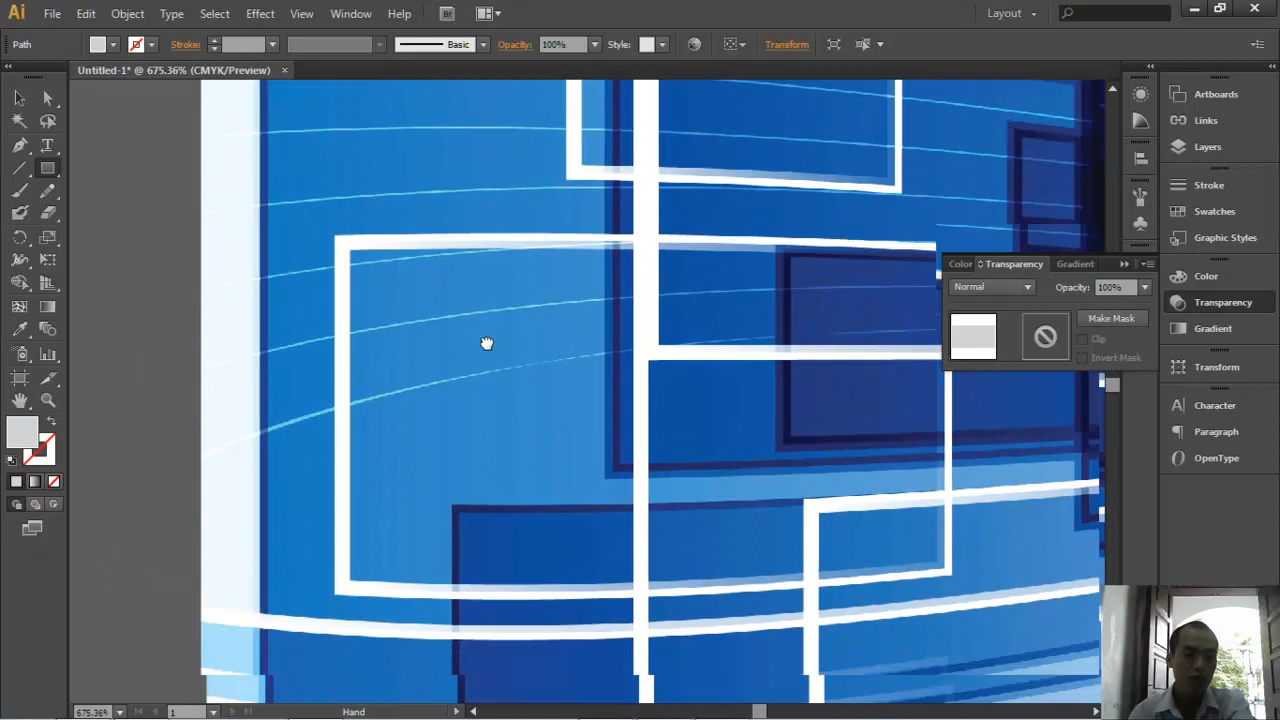 Ai File Edit Object Type Select Effect View Window Help Br Layout
Path Stroke: Basic Opacity: 100% Style: Transform
Untitled-1* @ 675.36% (CMYK/Preview)
Artboards
Links
Layers
Stroke
Swatches
Graphic Styles
Color Transparency Gradient
Color
Normal Opacity: 100%
Transparency
Make Mask
Gradient
Clip
Invert Mask
Transform
Character
Paragraph
OpenType
675.36% 1 Hand